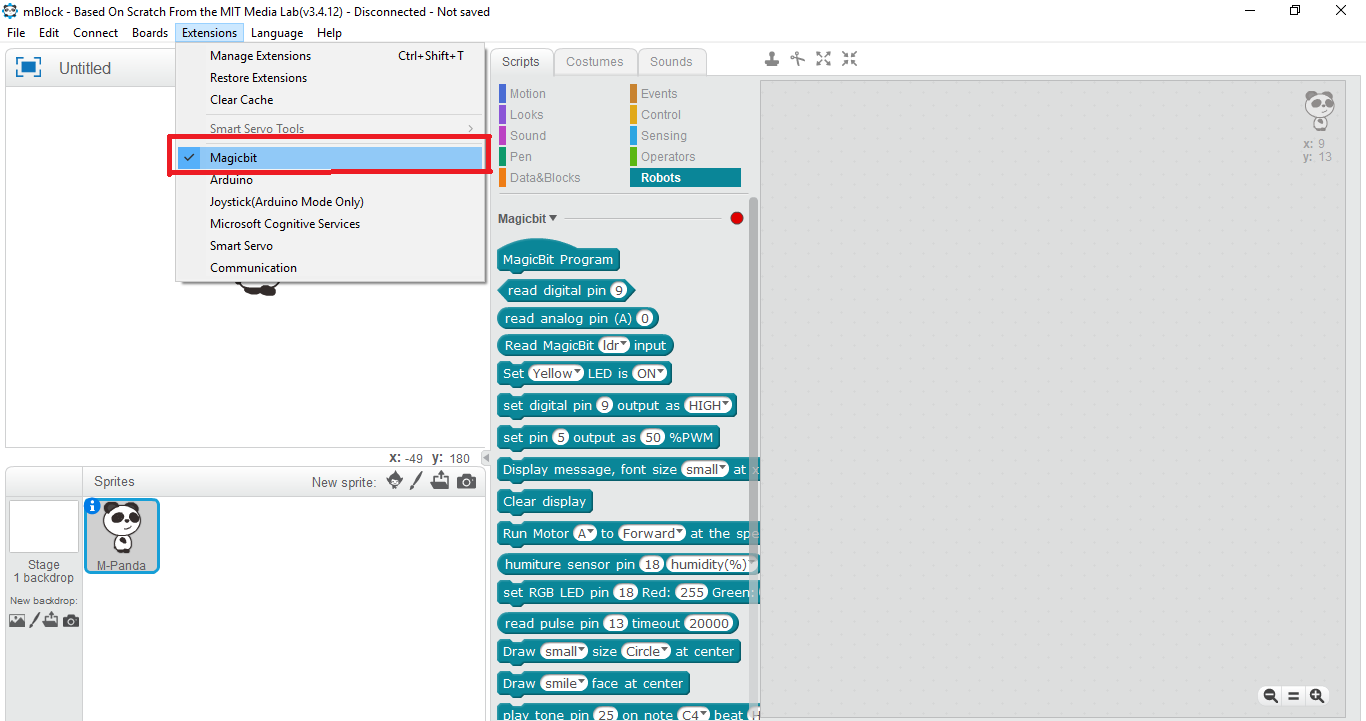 mBlock - Based On Scratch From the MIT Media Lab(v3.4.12) - Disconnected - Not saved
File Edit Connect Boards Extensions Language Help
Untitled
Manage Extensions Ctrl+Shift+T
Restore Extensions
Clear Cache
Smart Servo Tools
Magicbit
Arduino
Joystick(Arduino Mode Only)
Microsoft Cognitive Services
Smart Servo
Communication
x: -49 y: 180
Sprites New sprite:
M-Panda
Stage
1 backdrop
New backdrop:
Scripts Costumes Sounds
Motion Events
Looks Control
Sound Sensing
Pen Operators
Data&Blocks Robots
Magicbit
MagicBit Program
read digital pin 9
read analog pin (A) 0
Read MagicBit ldr input
Set Yellow LED is ON
set digital pin 9 output as HIGH
set pin 5 output as 50 %PWM
Display message, font size small at x
Clear display
Run Motor A to Forward at the spe
humiture sensor pin 18 humidity(%)
set RGB LED pin 18 Red: 255 Green:
read pulse pin 13 timeout 20000
Draw small size Circle at center
Draw smile face at center
play tone pin 25 on note C4 beat H
x: 9
y: 13